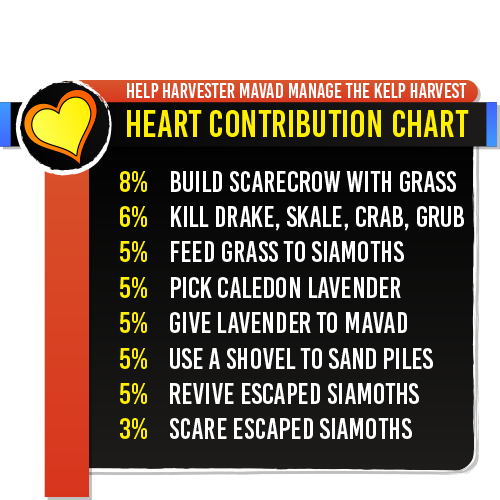 HELP HARVESTER MAVAD MANAGE THE KELP HARVEST
HEART CONTRIBUTION CHART
8% BUILD SCARECROW WITH GRASS
6% KILL DRAKE, SKALE, CRAB, GRUB
5% FEED GRASS TO SIAMOTHS
5% PICK CALEDON LAVENDER
5% GIVE LAVENDER TO MAVAD
5% USE A SHOVEL TO SAND PILES
5% REVIVE ESCAPED SIAMOTHS
3% SCARE ESCAPED SIAMOTHS